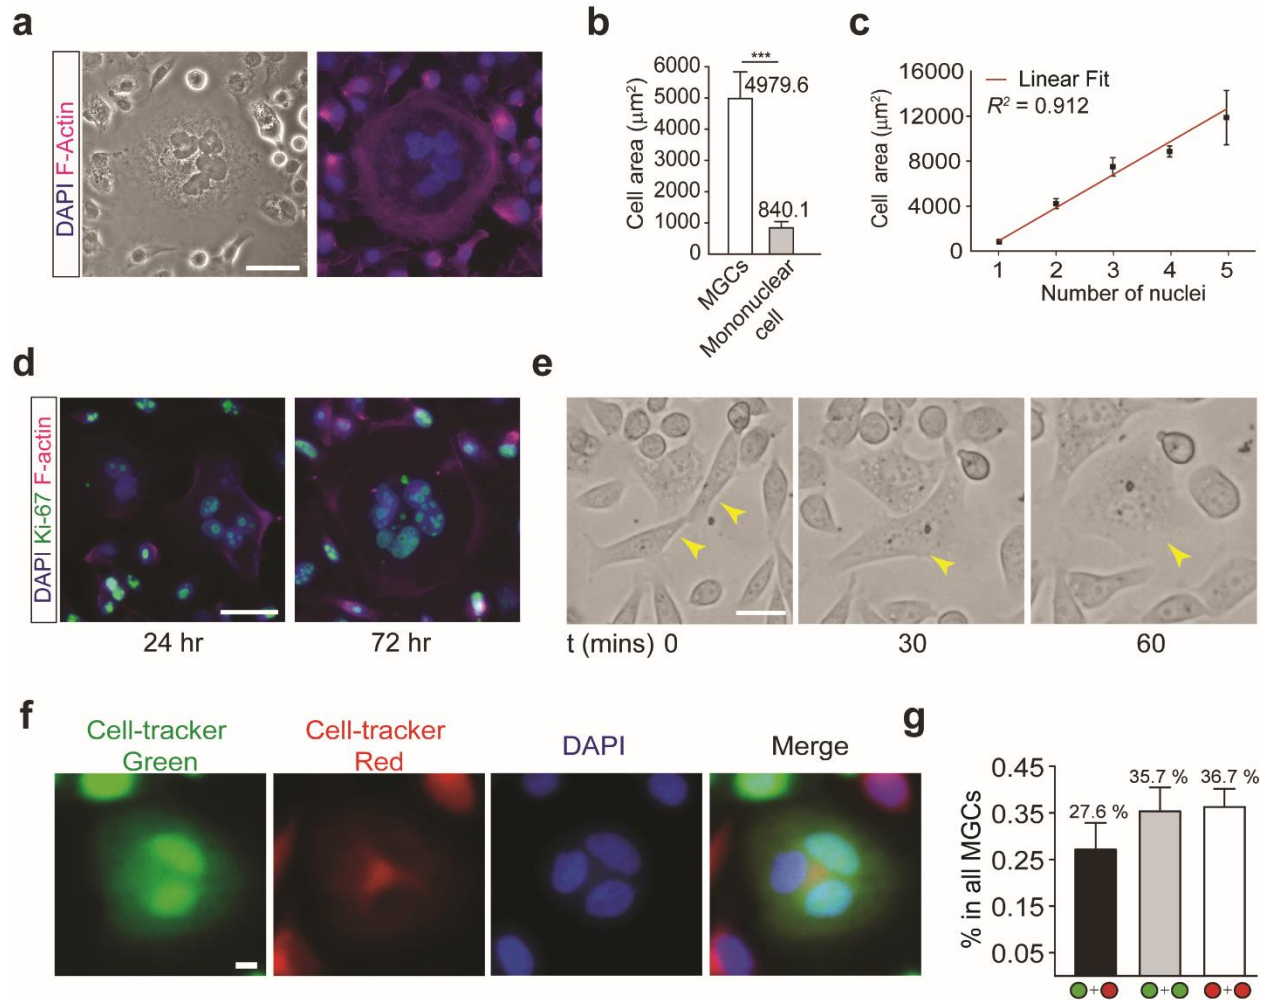 a
DAPI F-Actin
b
Cell area (μm²)
6000
5000
4000
3000
2000
1000
0
***
4979.6
840.1
MGCs
Mononuclear
cell
c
Cell area (μm²)
16000
12000
8000
4000
0
Linear Fit
R² = 0.912
1 2 3 4 5
Number of nuclei
d
DAPI Ki-67 F-actin
24 hr
72 hr
e
t (mins) 0
30
60
f
Cell-tracker
Green
Cell-tracker
Red
DAPI
Merge
g
% in all MGCs
0.45
0.35
0.25
0.15
0.05
27.6 %
35.7 %
36.7 %
+ + +